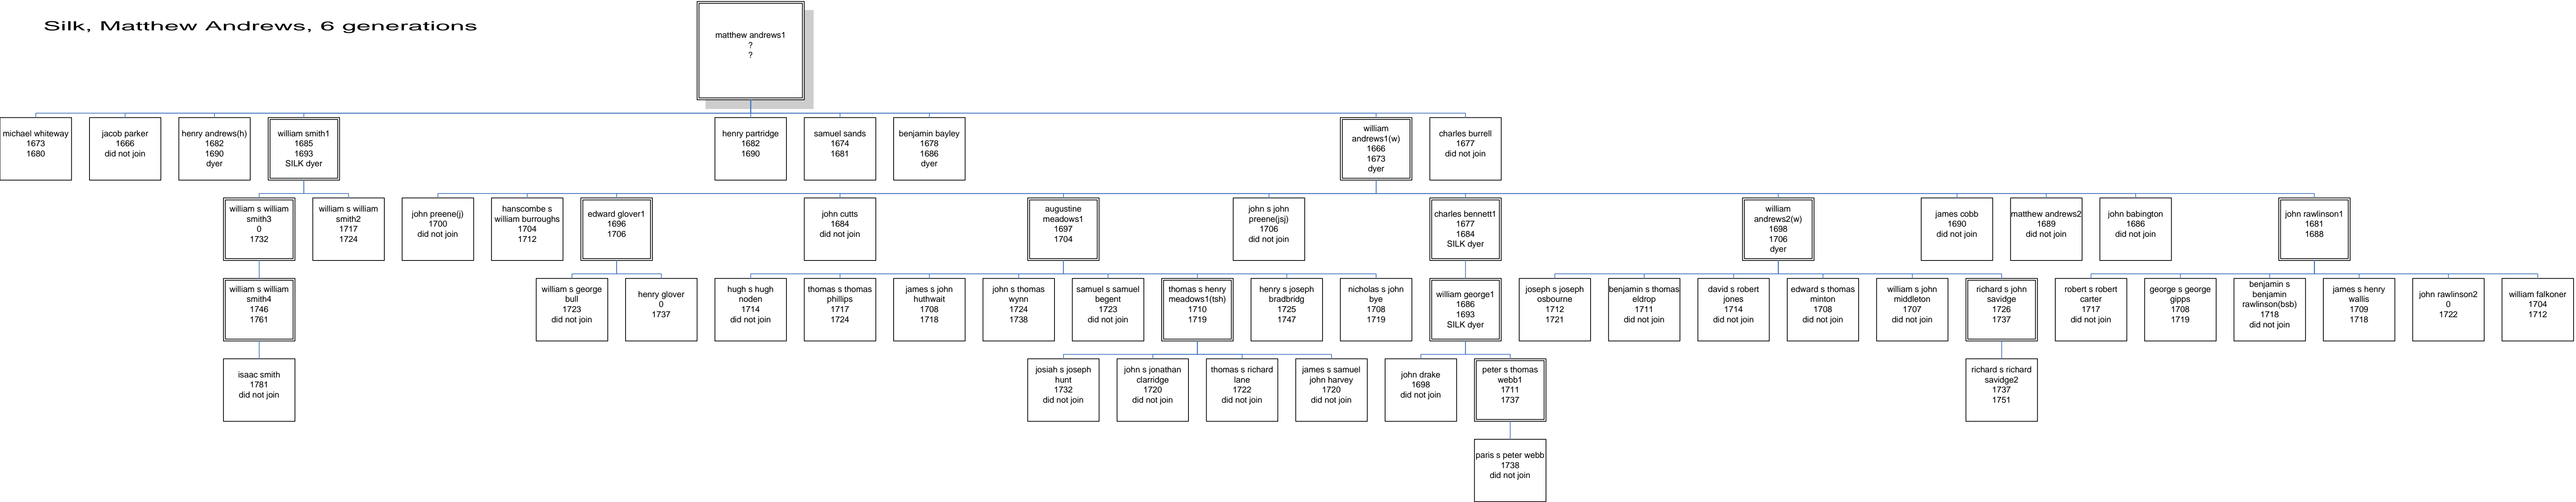 Silk, Matthew Andrews, 6 generations
matthew andrews1
?
?
michael whiteway
1673
1680
jacob parker
1666
did not join
henry andrews(h)
1682
1690
dyer
william smith1
1685
1693
SILK dyer
henry partridge
1682
1690
samuel sands
1674
1681
benjamin bayley
1678
1686
dyer
william
andrews1(w)
1666
1673
dyer
charles burrell
1677
did not join
william s william
smith3
0
1732
william s william
smith2
1717
1724
john preene(j)
1700
did not join
hanscombe s
william burroughs
1704
1712
edward glover1
1696
1706
john cutts
1684
did not join
augustine
meadows1
1697
1704
john s john
preene(jsj)
1706
did not join
charles bennett1
1677
1684
SILK dyer
william
andrews2(w)
1698
1706
dyer
james cobb
1690
did not join
matthew andrews2
1689
did not join
john babington
1686
did not join
john rawlinson1
1681
1688
william s william
smith4
1746
1761
william s george
bull
1723
did not join
henry glover
0
1737
hugh s hugh
noden
1714
did not join
thomas s thomas
phillips
1717
1724
james s john
huthwait
1708
1718
john s thomas
wynn
1724
1738
samuel s samuel
begent
1723
did not join
thomas s henry
meadows1(tsh)
1710
1719
henry s joseph
bradbridg
1725
1747
nicholas s john
bye
1708
1719
william george1
1686
1693
SILK dyer
joseph s joseph
osbourne
1712
1721
benjamin s thomas
eldrop
1711
did not join
david s robert
jones
1714
did not join
edward s thomas
minton
1708
did not join
william s john
middleton
1707
did not join
richard s john
savidge
1726
1737
robert s robert
carter
1717
did not join
george s george
gipps
1708
1719
benjamin s
benjamin
rawlinson(bsb)
1718
did not join
james s henry
wallis
1709
1718
john rawlinson2
0
1722
william falkoner
1704
1712
isaac smith
1781
did not join
josiah s joseph
hunt
1732
did not join
john s jonathan
clarridge
1720
did not join
thomas s richard
lane
1722
did not join
james s samuel
john harvey
1720
did not join
john drake
1698
did not join
peter s thomas
webb1
1711
1737
richard s richard
savidge2
1737
1751
paris s peter webb
1738
did not join